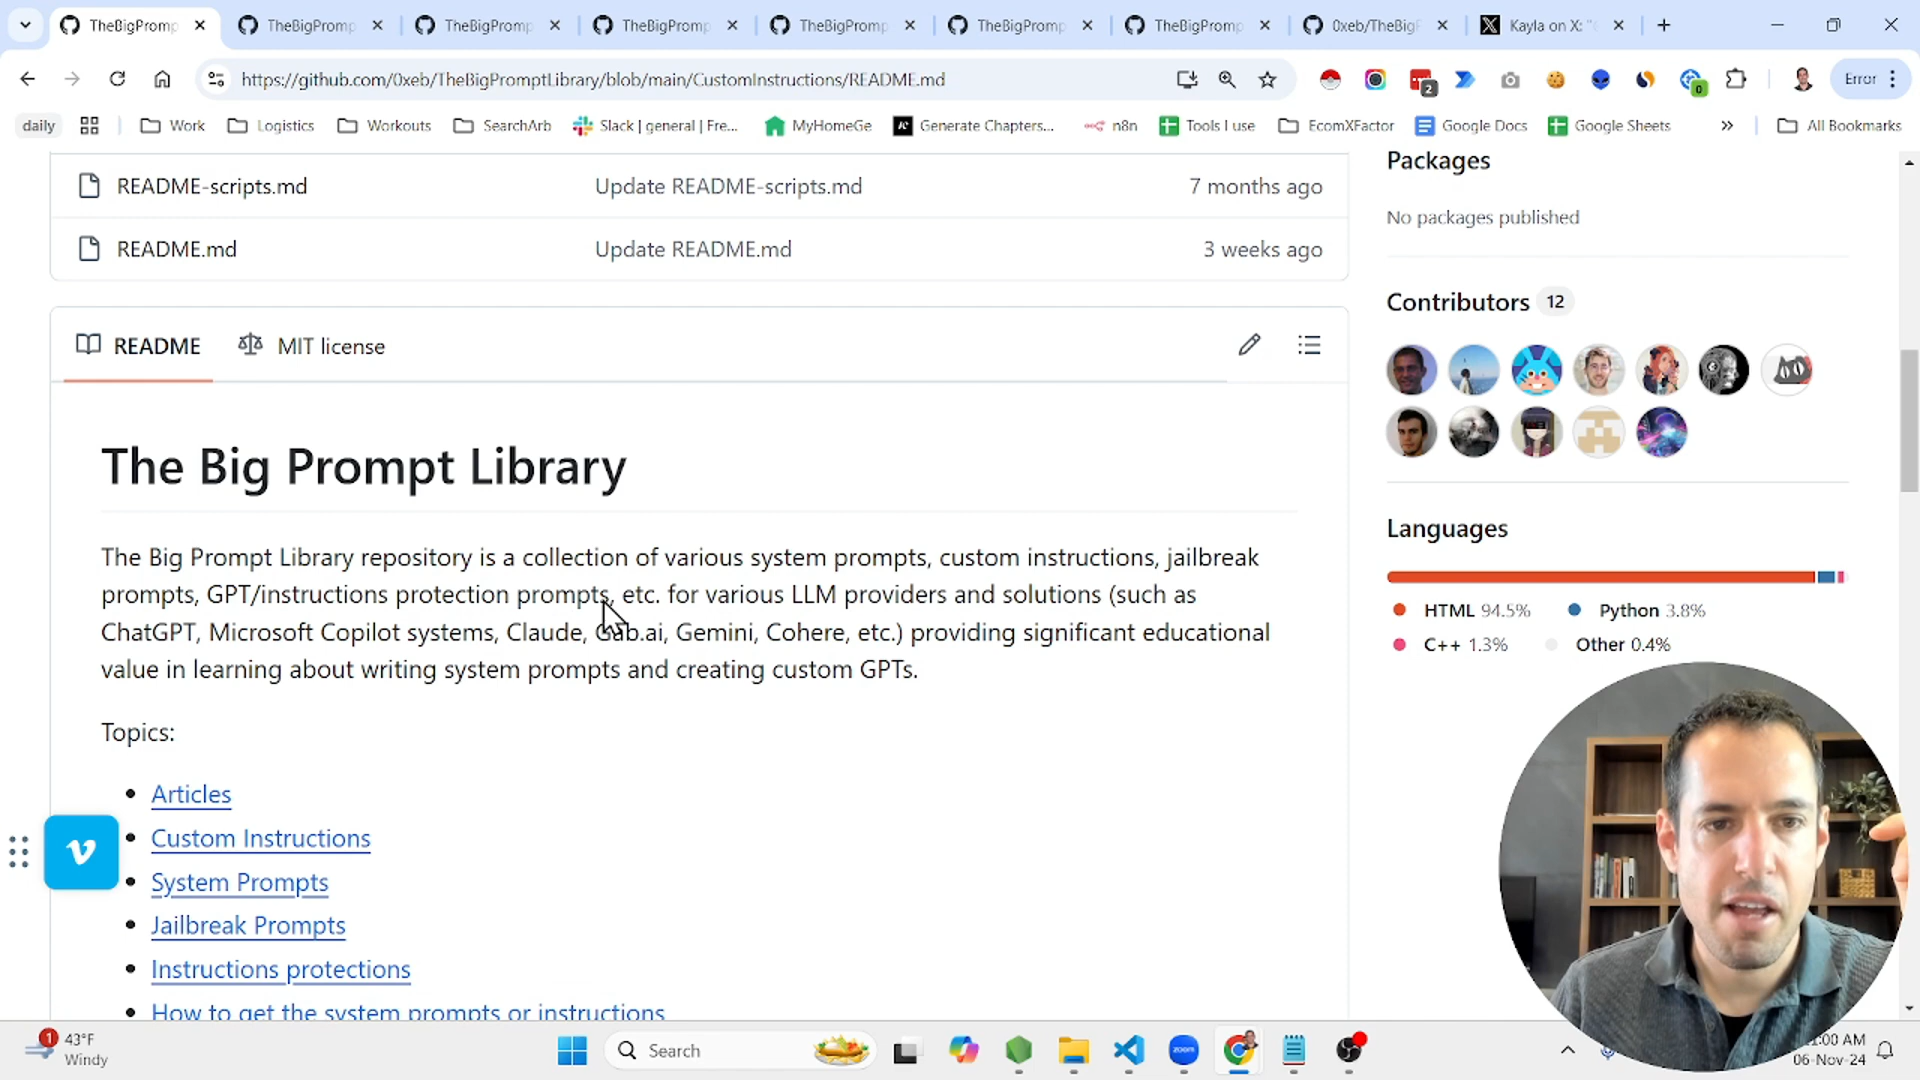 TheBigPromp
TheBigPromp
TheBigPromp
TheBigPromp
TheBigPromp
TheBigPromp
TheBigPromp
0xeb/TheBigF
Kayla on X: "
https://github.com/0xeb/TheBigPromptLibrary/blob/main/CustomInstructions/README.md
2
0
Error
daily
Work
Logistics
Workouts
SearchArb
Slack | general | Fre...
MyHomeGe
Generate Chapters...
n8n
Tools I use
EcomXFactor
Google Docs
Google Sheets
All Bookmarks
README-scripts.md Update README-scripts.md 7 months ago
README.md Update README.md 3 weeks ago
README
MIT license
The Big Prompt Library
The Big Prompt Library repository is a collection of various system prompts, custom instructions, jailbreak
prompts, GPT/instructions protection prompts, etc. for various LLM providers and solutions (such as
ChatGPT, Microsoft Copilot systems, Claude, Gab.ai, Gemini, Cohere, etc.) providing significant educational
value in learning about writing system prompts and creating custom GPTs.
Topics:
Articles
Custom Instructions
System Prompts
Jailbreak Prompts
Instructions protections
How to get the system prompts or instructions
Packages
No packages published
Contributors 12
Languages
HTML 94.5% Python 3.8%
C++ 1.3% Other 0.4%
1
43°F
Windy
Search
zoom
:00 AM
06-Nov-24